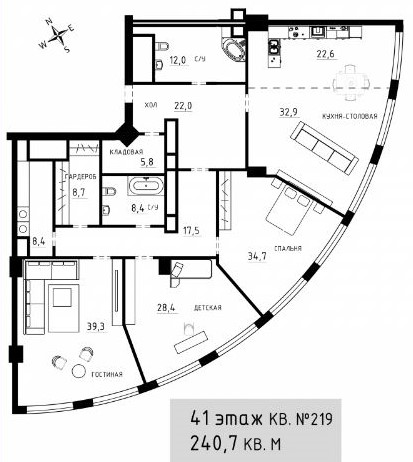 N
E
W
S
12,0 С/У
22,6
ХОЛ
22,0
32,9
КУХНЯ-СТОЛОВАЯ
КЛАДОВАЯ
5,8
ГАРДЕРОБ
8,7
8,4 С/У
17,5
8,4
СПАЛЬНЯ
34,7
28,4 ДЕТСКАЯ
39,3
ГОСТИНАЯ
41 этаж КВ. №219
240,7 КВ. М